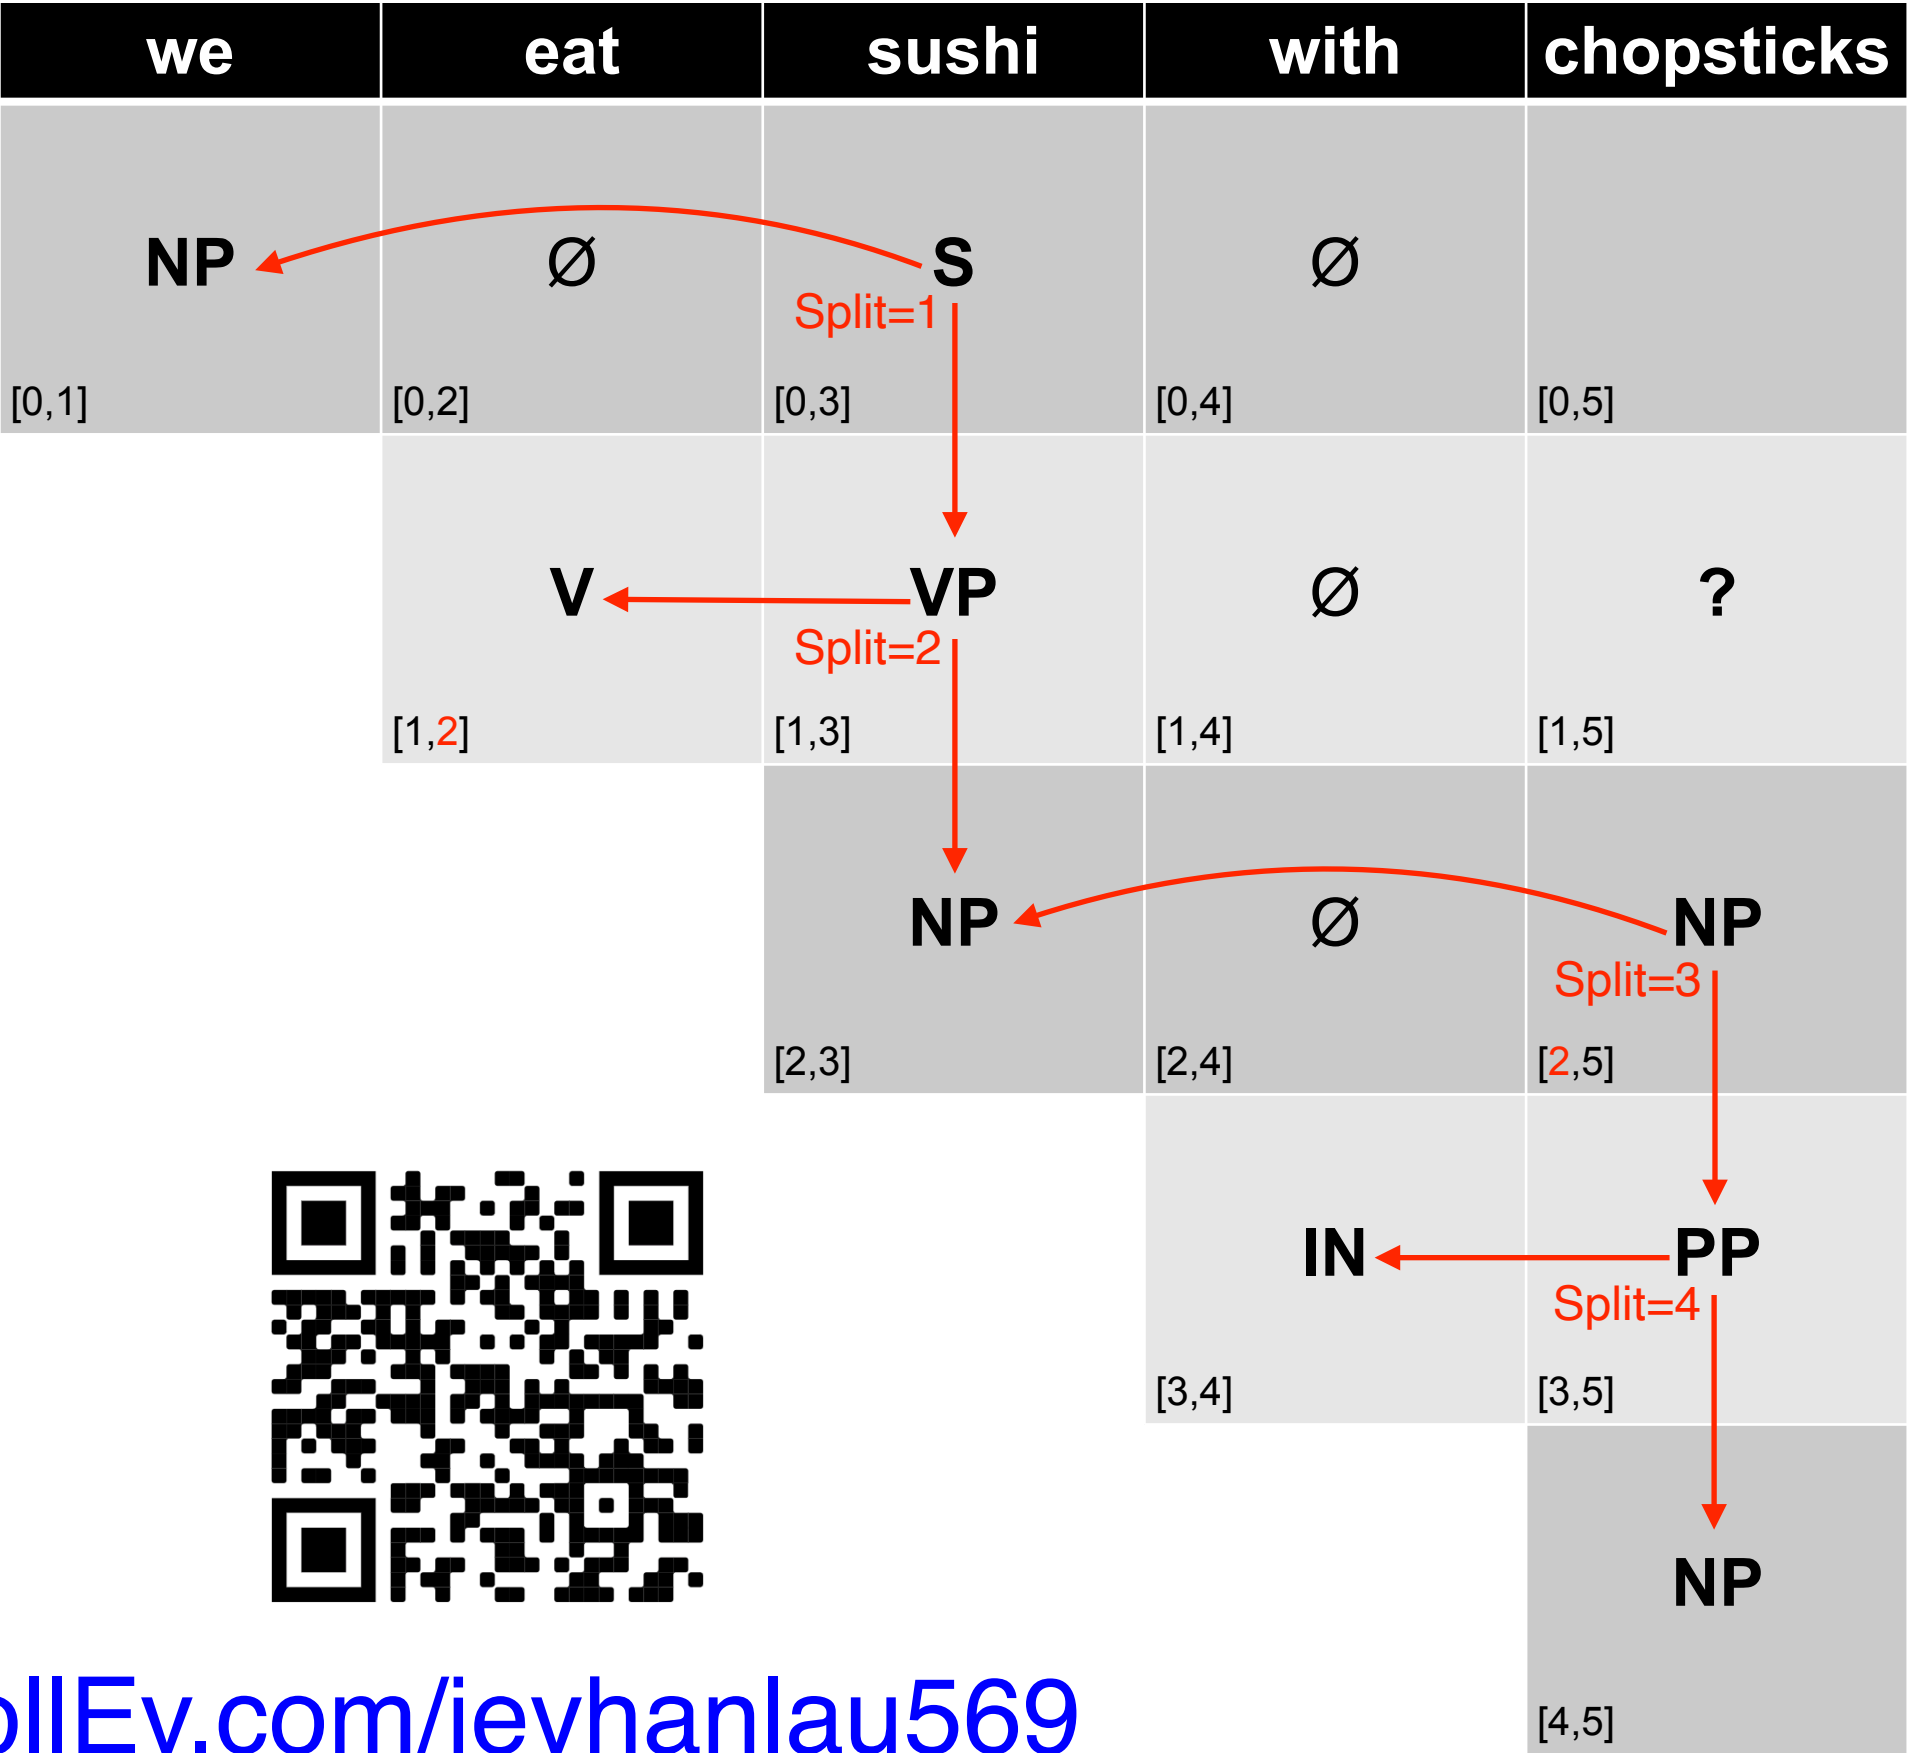 we eat sushi with chopsticks
NP Ø S Ø
Split=1
[0,1] [0,2] [0,3] [0,4] [0,5]
V VP Ø ?
Split=2
[1,2] [1,3] [1,4] [1,5]
NP Ø NP
Split=3
[2,3] [2,4] [2,5]
IN PP
Split=4
[3,4] [3,5]
NP
[4,5]
ollEv.com/ievhanlau569